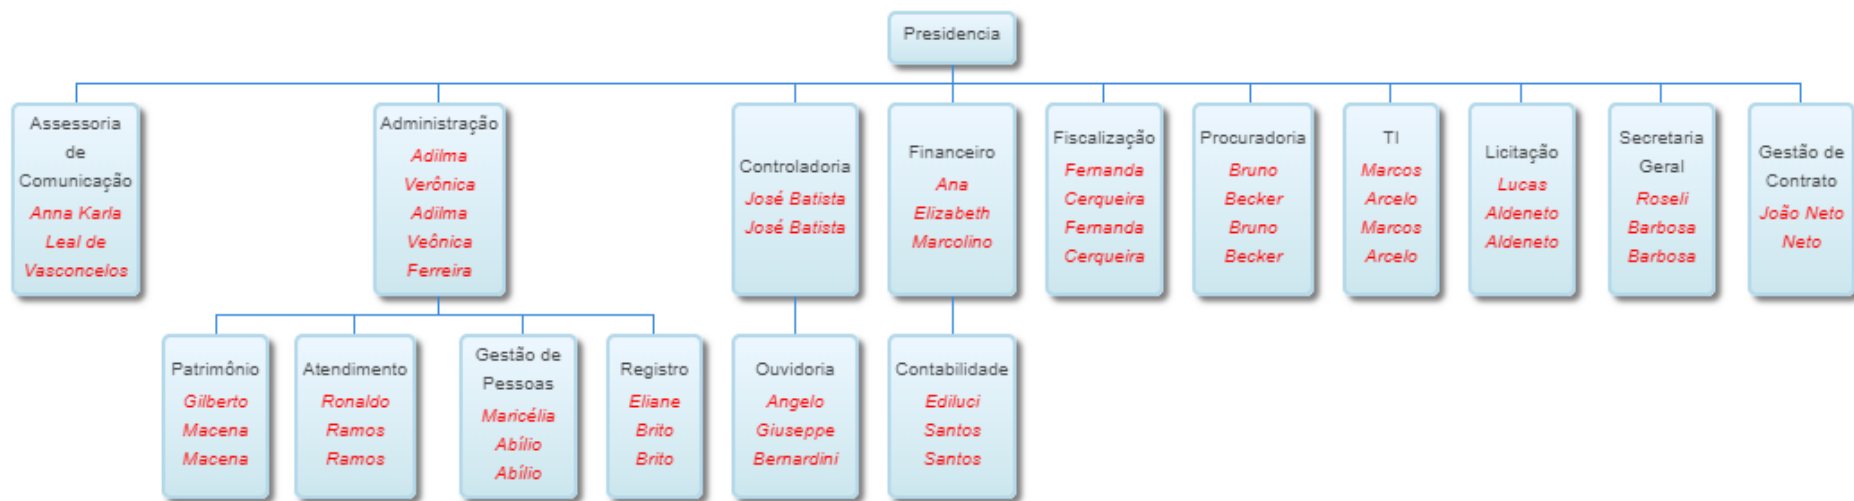 Presidencia
Assessoria
de
Comunicação
Anna Karla
Leal de
Vasconcelos
Administração
Adilma
Verônica
Adilma
Veônica
Ferreira
Controladoria
José Batista
José Batista
Financeiro
Ana
Elizabeth
Marcolino
Fiscalização
Fernanda
Cerqueira
Fernanda
Cerqueira
Procuradoria
Bruno
Becker
Bruno
Becker
TI
Marcos
Arcelo
Marcos
Arcelo
Licitação
Lucas
Aldeneto
Aldeneto
Secretaria
Geral
Roseli
Barbosa
Barbosa
Gestão de
Contrato
João Neto
Neto
Patrimônio
Gilberto
Macena
Macena
Atendimento
Ronaldo
Ramos
Ramos
Gestão de
Pessoas
Maricélia
Abílio
Abílio
Registro
Eliane
Brito
Brito
Ouvidoria
Angelo
Giuseppe
Bernardini
Contabilidade
Ediluci
Santos
Santos